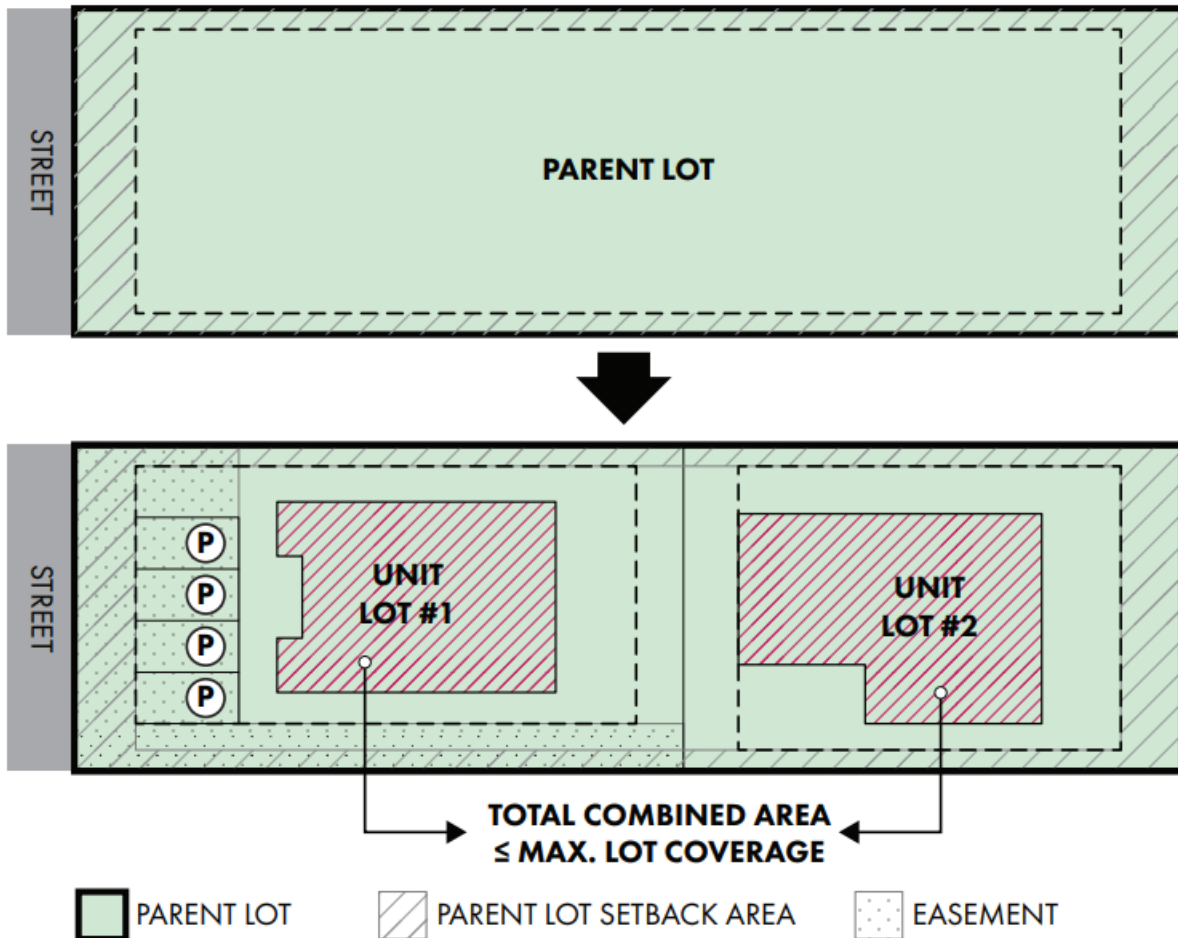 STREET
PARENT LOT
STREET
P
P
P
P
UNIT
LOT #1
UNIT
LOT #2
TOTAL COMBINED AREA
≤ MAX. LOT COVERAGE
PARENT LOT
PARENT LOT SETBACK AREA
EASEMENT